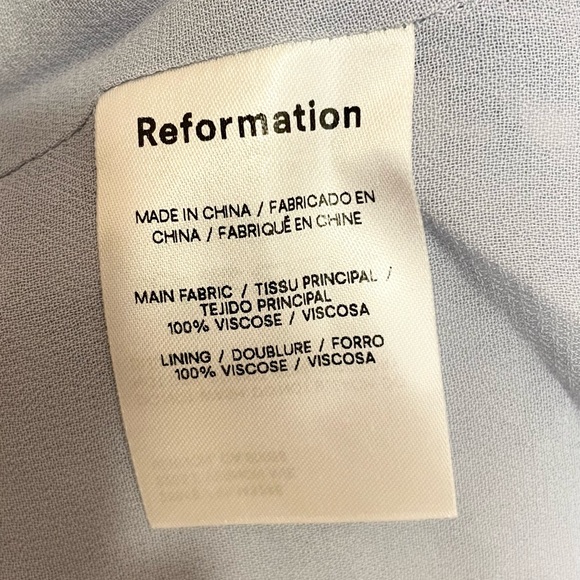 Reformation
MADE IN CHINA / FABRICADO EN
CHINA / FABRIQUÉ EN CHINE
MAIN FABRIC / TISSU PRINCIPAL /
TEJIDO PRINCIPAL
100% VISCOSE / VISCOSA
LINING / DOUBLURE / FORRO
100% VISCOSE / VISCOSA